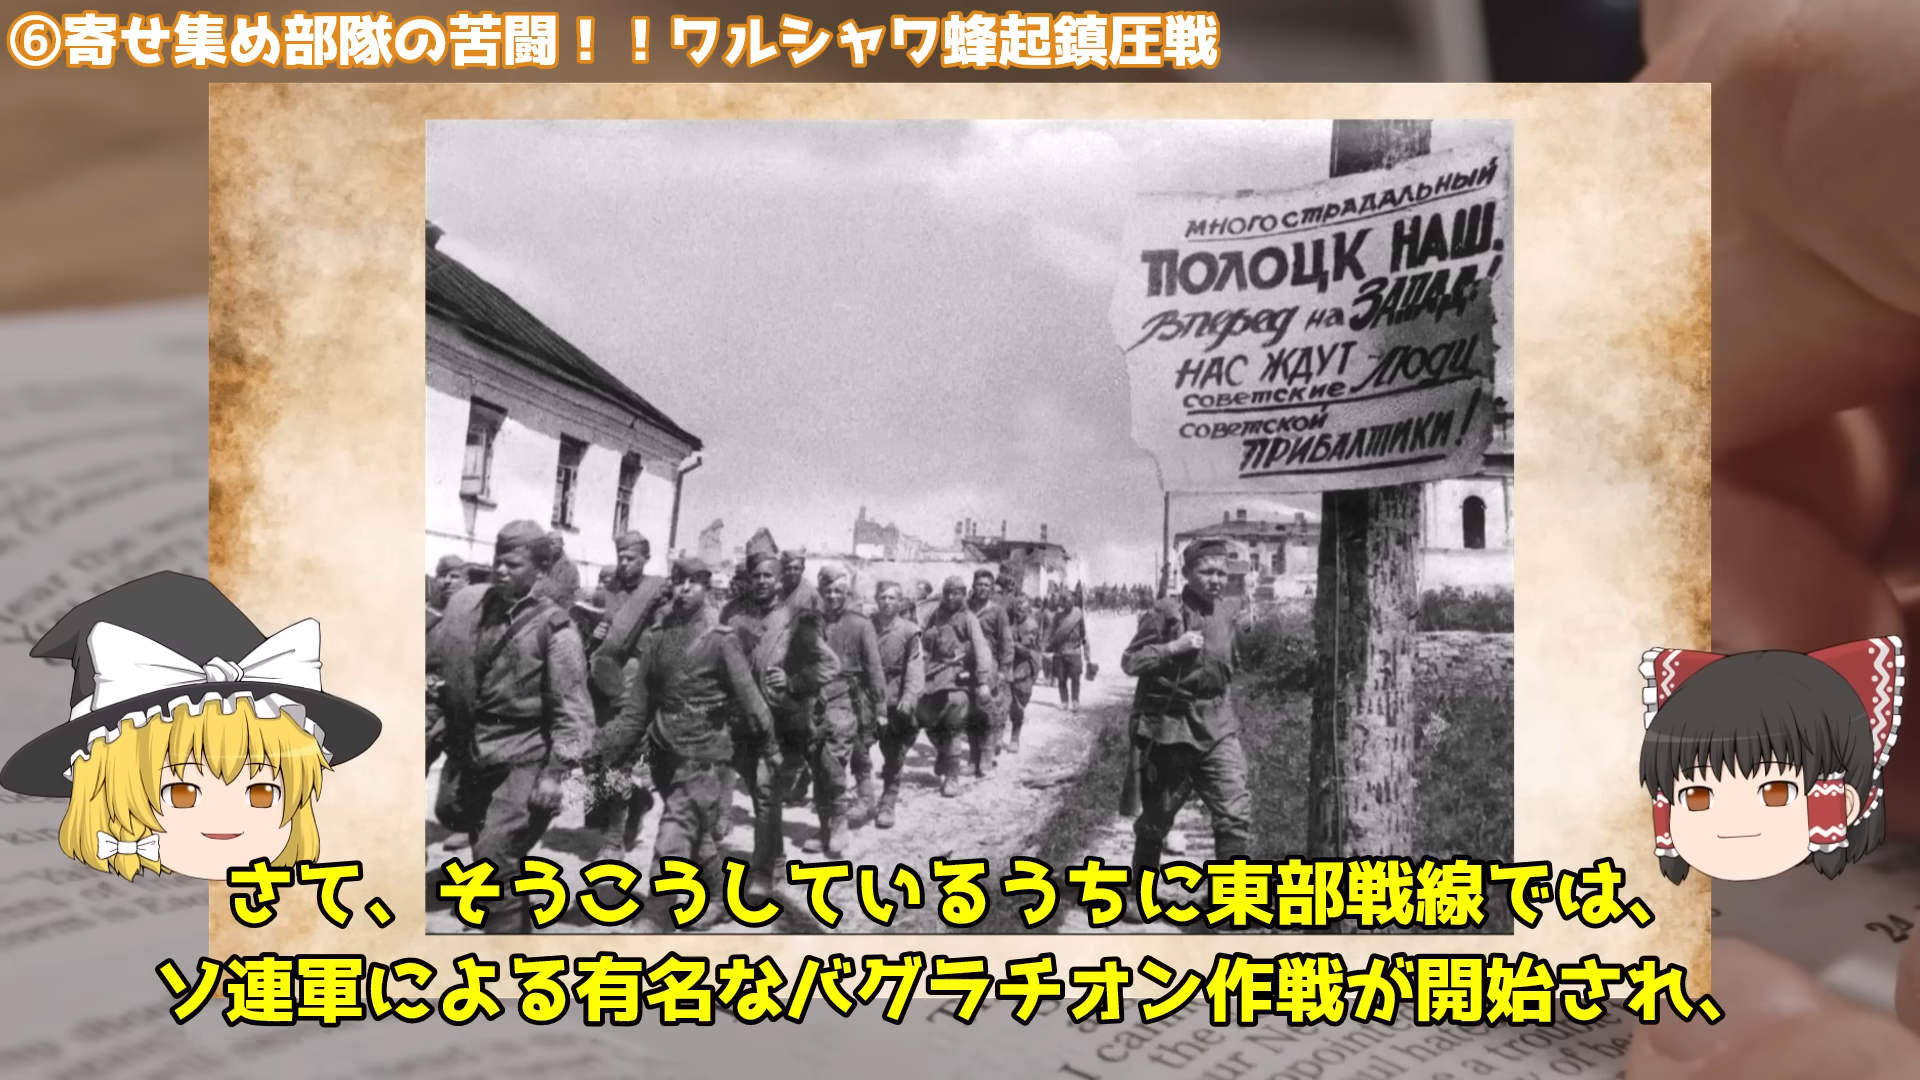 ⑥寄せ集め部隊の苦闘！！ワルシャワ蜂起鎮圧戦
многострадальный
ПОЛОЦК НАШ.
Вперед на ЗАПАД!
НАС ЖДУТ люди
советские
советской
ПРИБАЛТИКИ!
さて、そうこうしているうちに東部戦線では、
ソ連軍による有名なバグラチオン作戦が開始され、